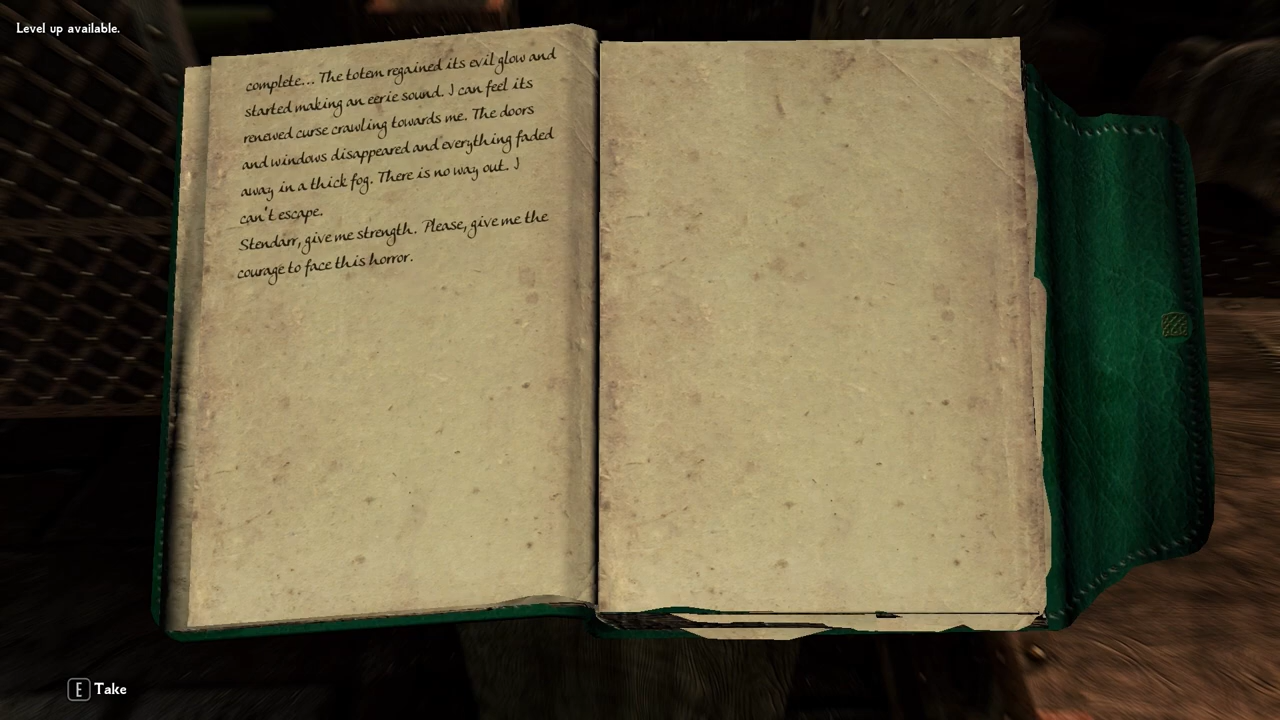 Level up available.
complete... The totem regained its evil glow and
started making an eerie sound. I can feel its
renewed curse crawling towards me. The doors
and windows disappeared and everything faded
away in a thick fog. There is no way out. I
can't escape.
Stendarr, give me strength. Please, give me the
courage to face this horror.
E Take